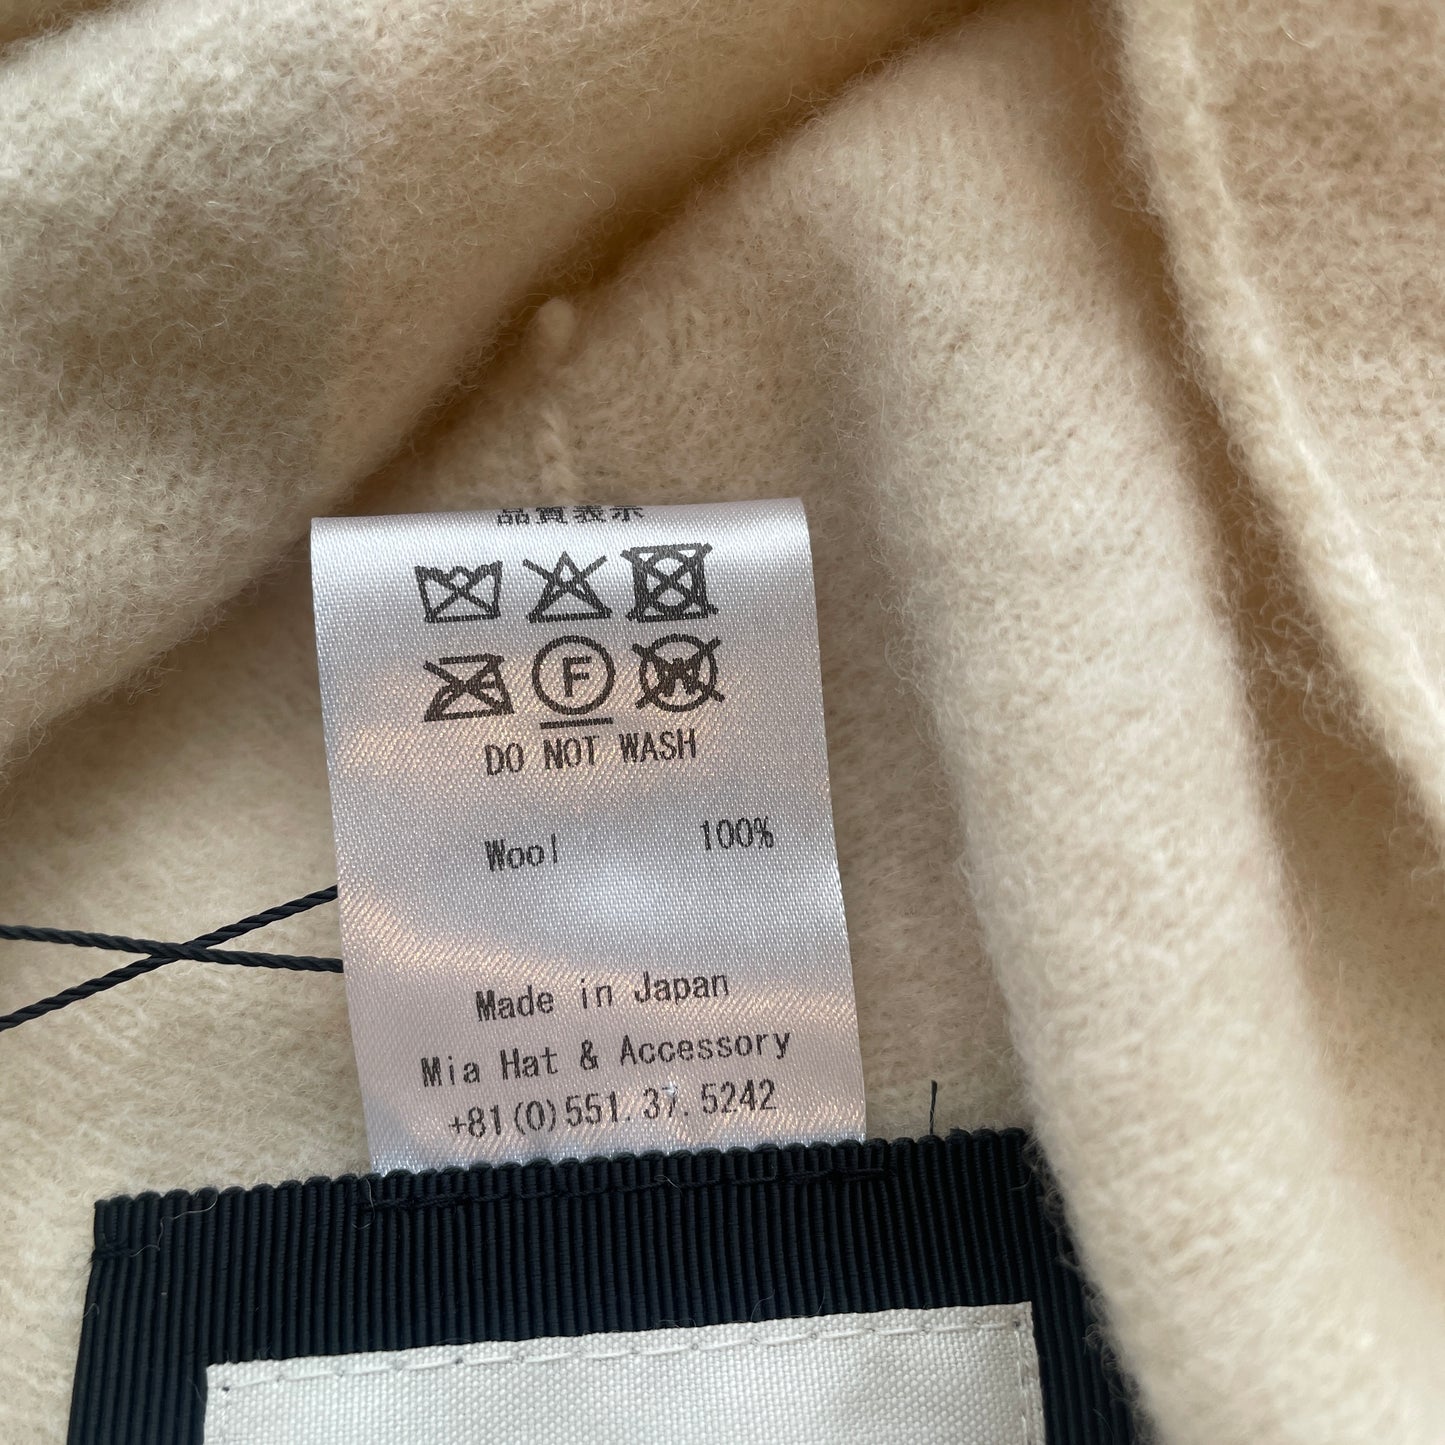 品質表示
F
W
DO NOT WASH
Wool 100%
Made in Japan
Mia Hat & Accessory
+81(0)551.37.5242